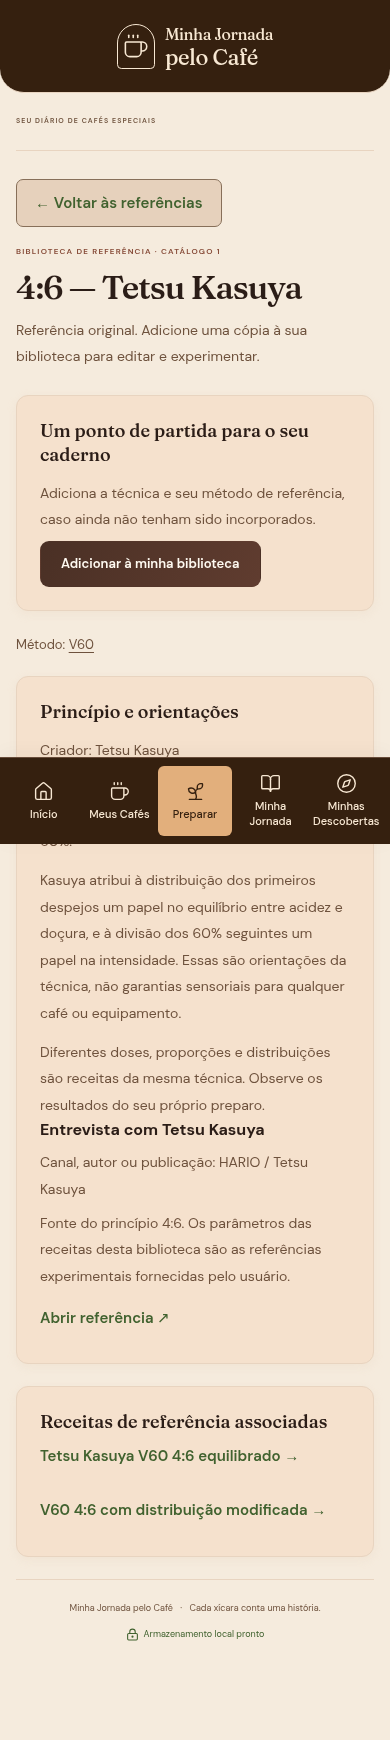 Minha Jornada
pelo Café
SEU DIÁRIO DE CAFÉS ESPECIAIS
← Voltar às referências
BIBLIOTECA DE REFERÊNCIA · CATÁLOGO 1
4:6 — Tetsu Kasuya
Referência original. Adicione uma cópia à sua
biblioteca para editar e experimentar.
Um ponto de partida para o seu
caderno
Adiciona a técnica e seu método de referência,
caso ainda não tenham sido incorporados.
Adicionar à minha biblioteca
Método: V60
Princípio e orientações
Criador: Tetsu Kasuya
Início
Meus Cafés
Preparar
Minha
Jornada
Minhas
Descobertas
Kasuya atribui à distribuição dos primeiros
despejos um papel no equilíbrio entre acidez e
doçura, e à divisão dos 60% seguintes um
papel na intensidade. Essas são orientações da
técnica, não garantias sensoriais para qualquer
café ou equipamento.
Diferentes doses, proporções e distribuições
são receitas da mesma técnica. Observe os
resultados do seu próprio preparo.
Entrevista com Tetsu Kasuya
Canal, autor ou publicação: HARIO / Tetsu
Kasuya
Fonte do princípio 4:6. Os parâmetros das
receitas desta biblioteca são as referências
experimentais fornecidas pelo usuário.
Abrir referência ↗
Receitas de referência associadas
Tetsu Kasuya V60 4:6 equilibrado →
V60 4:6 com distribuição modificada →
Minha Jornada pelo Café · Cada xícara conta uma história.
Armazenamento local pronto